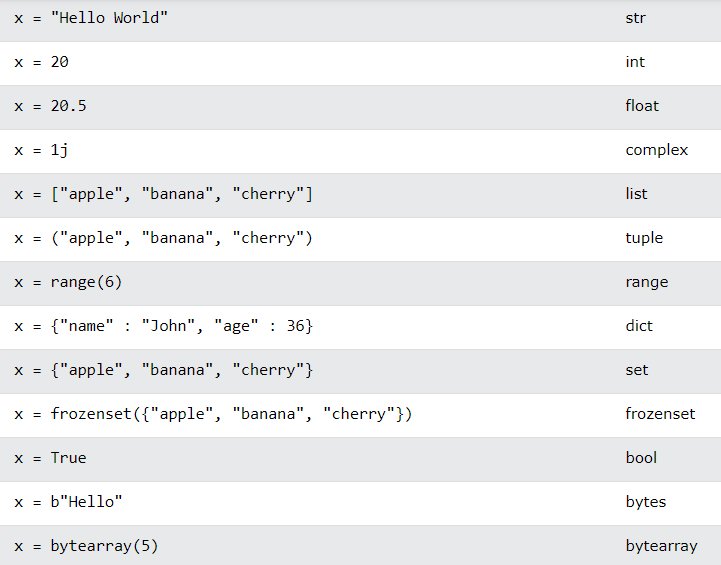 x = "Hello World" str
x = 20 int
x = 20.5 float
x = 1j complex
x = ["apple", "banana", "cherry"] list
x = ("apple", "banana", "cherry") tuple
x = range(6) range
x = {"name" : "John", "age" : 36} dict
x = {"apple", "banana", "cherry"} set
x = frozenset({"apple", "banana", "cherry"}) frozenset
x = True bool
x = b"Hello" bytes
x = bytearray(5) bytearray